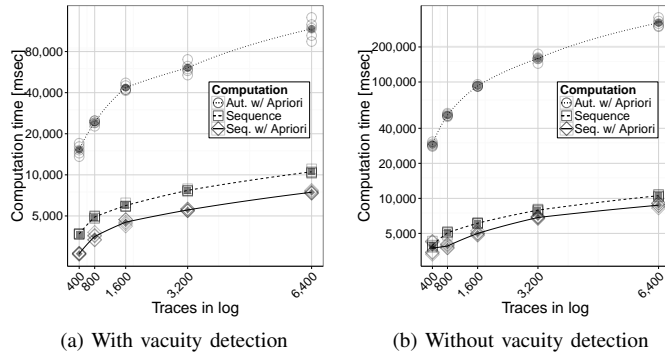 Computation time [msec]
80,000
40,000
20,000
10,000
5,000
Computation
Aut. w/ Apriori
Sequence
Seq. w/ Apriori
400
800
1,600
3,200
6,400
Traces in log
(a) With vacuity detection
Computation time [msec]
200,000
100,000
40,000
20,000
10,000
5,000
Computation
Aut. w/ Apriori
Sequence
Seq. w/ Apriori
400
800
1,600
3,200
6,400
Traces in log
(b) Without vacuity detection